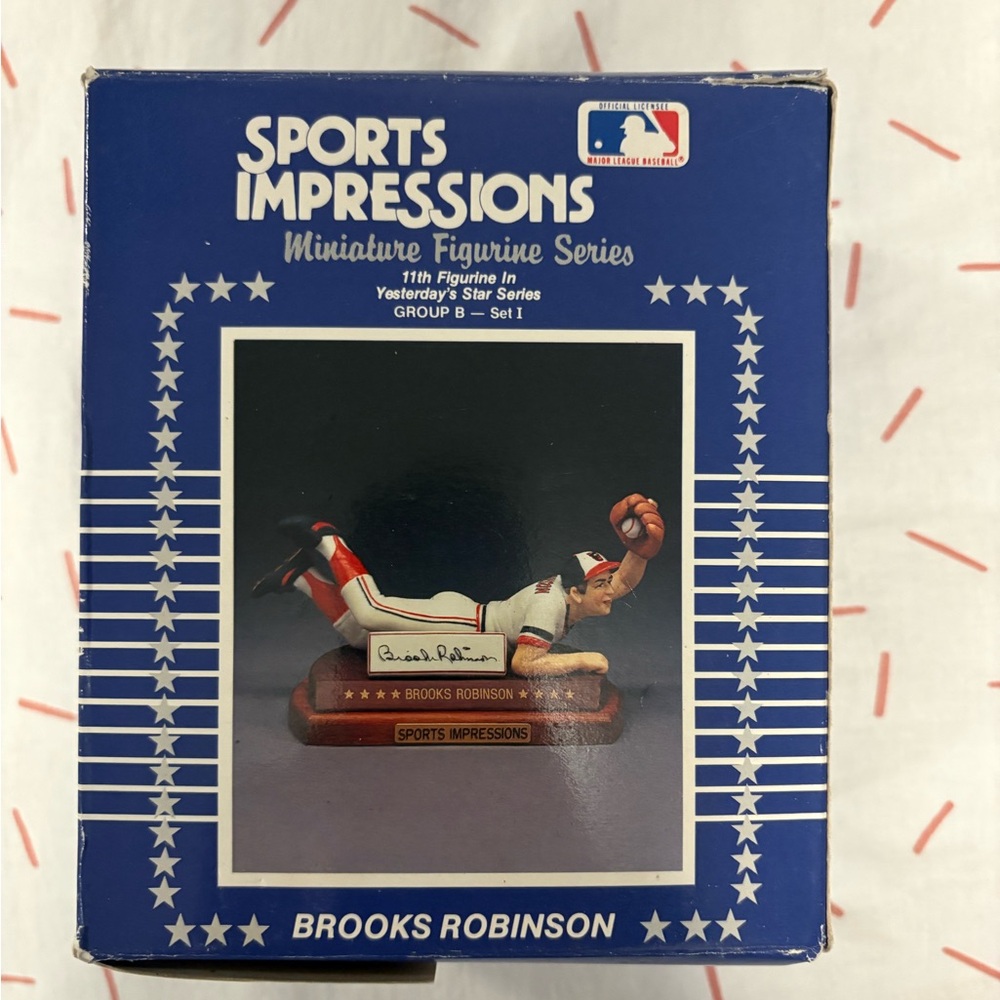 OFFICIAL LICENSEE
MAJOR LEAGUE BASEBALL®
SPORTS
IMPRESSIONS
Miniature Figurine Series
11th Figurine In
Yesterday's Star Series
GROUP B — Set I
Brooks Robinson
BROOKS ROBINSON
SPORTS IMPRESSIONS
BROOKS ROBINSON